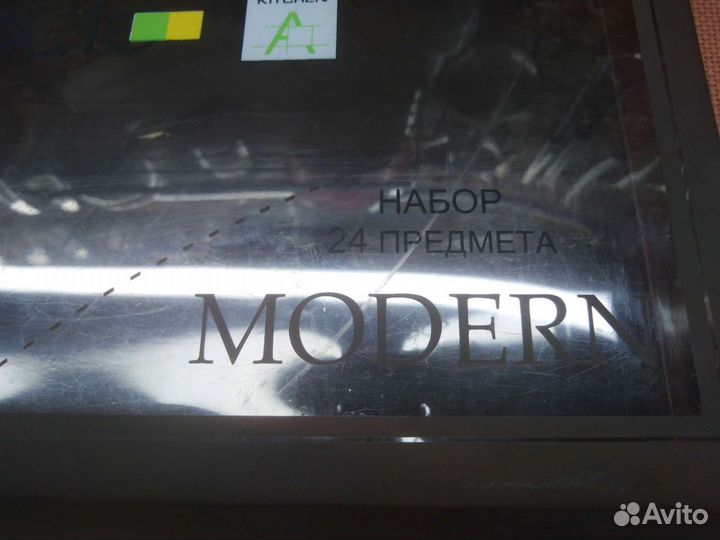 KITCHEN
A
НАБОР
24 ПРЕДМЕТА
MODERN
Avito